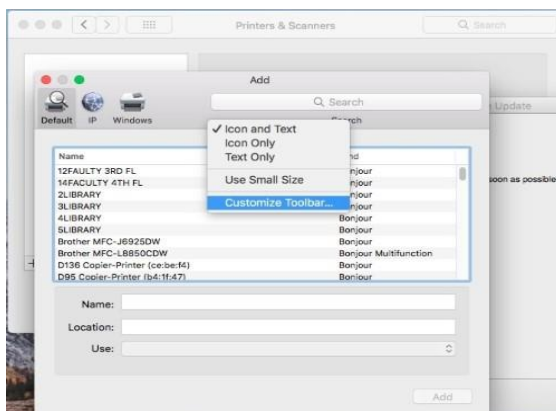 Printers & Scanners
Search
Add
Search
Update
Default IP Windows
Icon and Text
Icon Only
Text Only
Use Small Size
Customize Toolbar...
soon as possible
Name
12FAULTY 3RD FL Bonjour
14FACULTY 4TH FL Bonjour
2LIBRARY Bonjour
3LIBRARY Bonjour
4LIBRARY Bonjour
5LIBRARY Bonjour
Brother MFC-J6925DW Bonjour
Brother MFC-L8850CDW Bonjour Multifunction
D136 Copier-Printer (ce:be:f4) Bonjour
D95 Copier-Printer (b4:1f:47) Bonjour
Name:
Location:
Use:
Add